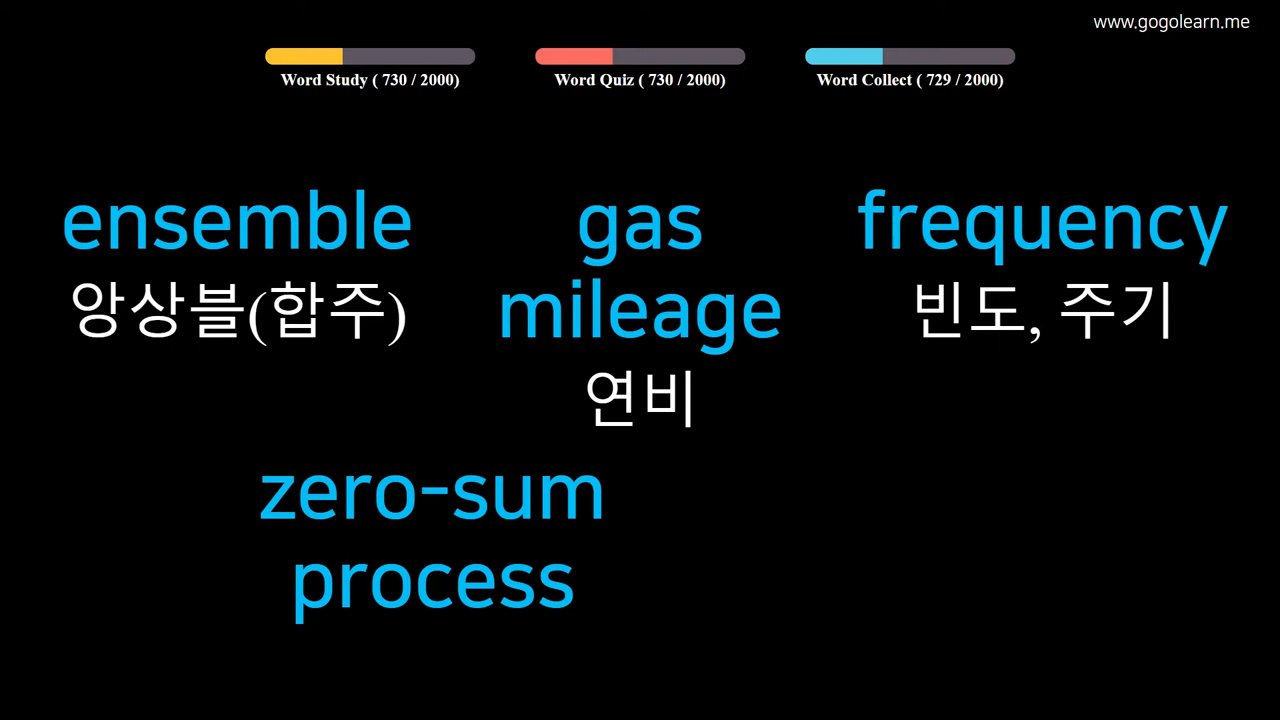 www.gogolearn.me
Word Study ( 730 / 2000)
Word Quiz ( 730 / 2000)
Word Collect ( 729 / 2000)
ensemble
앙상블(합주)
gas
mileage
연비
frequency
빈도, 주기
zero-sum
process